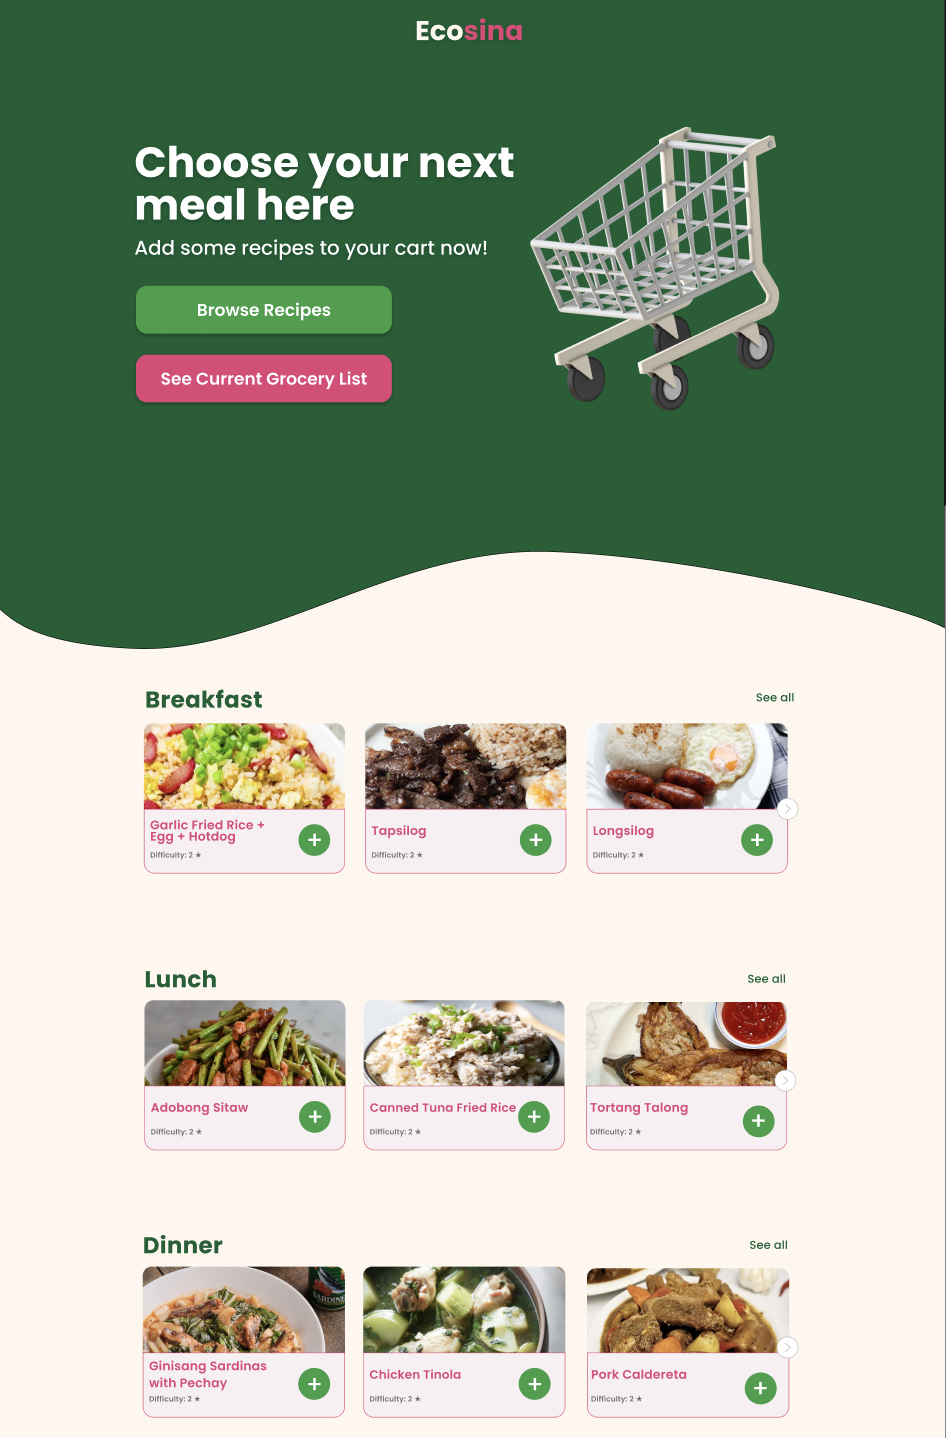 Ecosina
Choose your next
meal here
Add some recipes to your cart now!
Browse Recipes
See Current Grocery List
Breakfast
See all
Garlic Fried Rice +
Egg + Hotdog
Difficulty: 2 ★
Tapsilog
Difficulty: 2 ★
Longsilog
Difficulty: 2 ★
Lunch
See all
Adobong Sitaw
Difficulty: 2 ★
Canned Tuna Fried Rice
Difficulty: 2 ★
Tortang Talong
Difficulty: 2 ★
Dinner
See all
Ginisang Sardinas
with Pechay
Difficulty: 2 ★
Chicken Tinola
Difficulty: 2 ★
Pork Caldereta
Difficulty: 2 ★